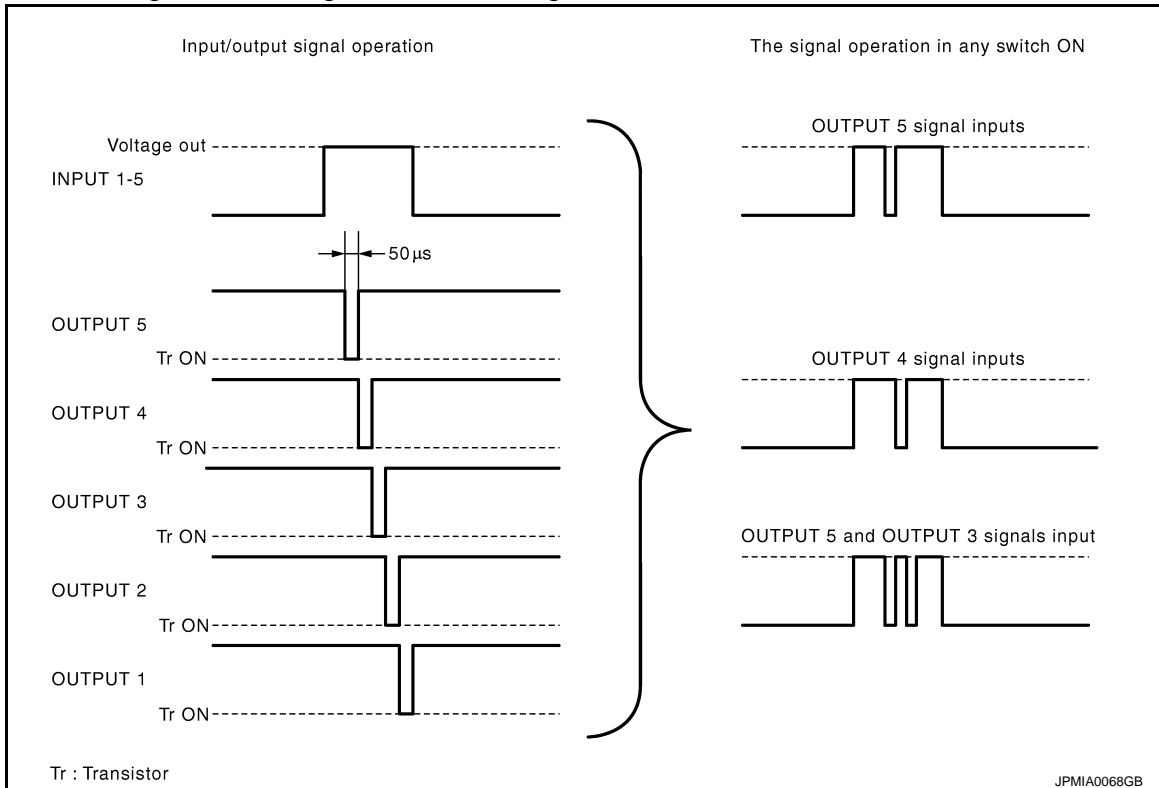 Input/output signal operation
The signal operation in any switch ON
Voltage out
INPUT 1-5
50 μs
OUTPUT 5
Tr ON
OUTPUT 4
Tr ON
OUTPUT 3
Tr ON
OUTPUT 2
Tr ON
OUTPUT 1
Tr ON
OUTPUT 5 signal inputs
OUTPUT 4 signal inputs
OUTPUT 5 and OUTPUT 3 signals input
Tr : Transistor
JPMIA0068GB